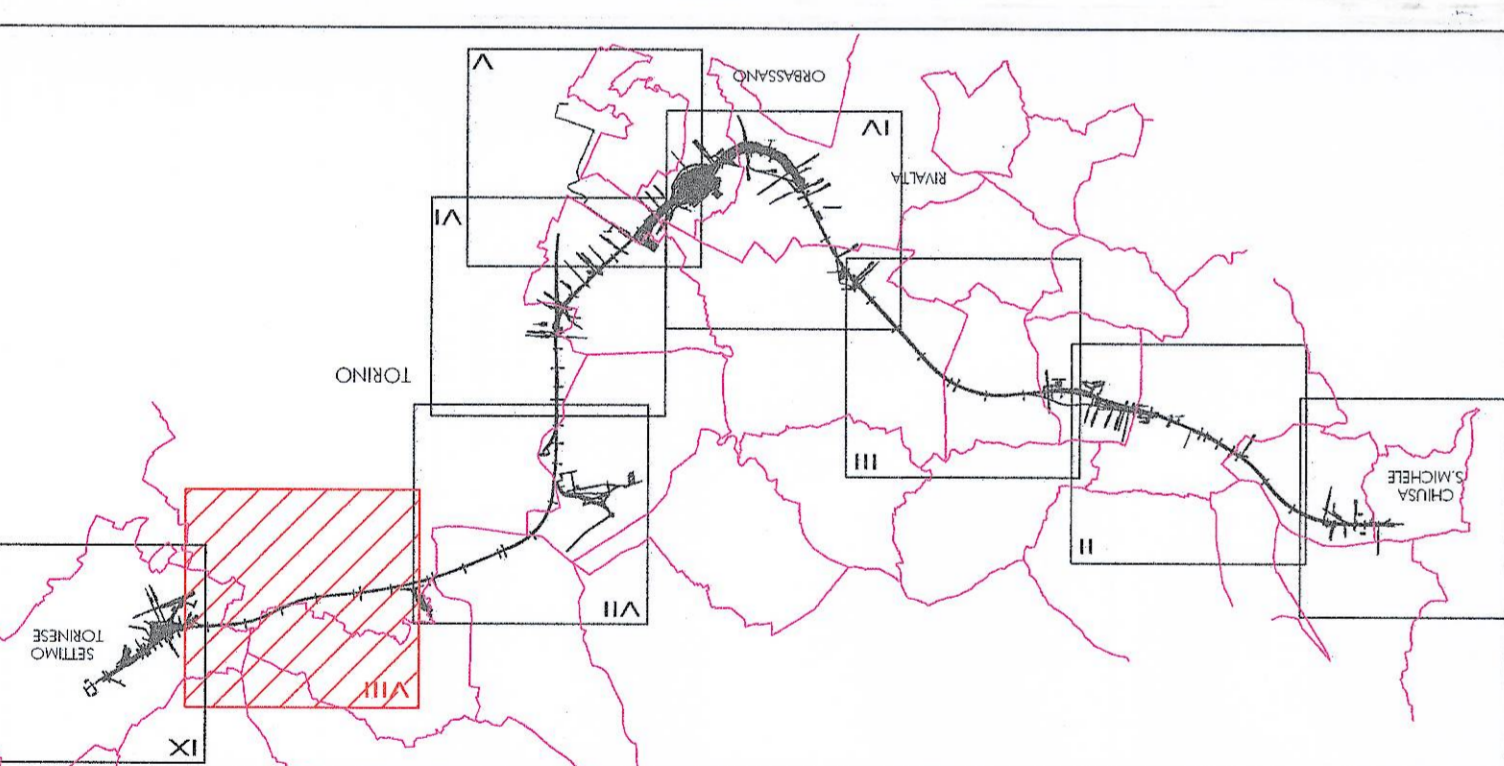 IX
VIII
SETTIMO
TORINESE
VII
II
CHIUSA
S.MICHELE
III
TORINO
VI
RIVALTA
IV
ORBASSANO
V